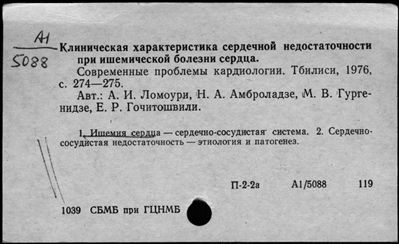 А1
5088
Клиническая характеристика сердечной недостаточности
при ишемической болезни сердца.
Современные проблемы кардиологии. Тбилиси, 1976,
с. 274—275.
Авт.: А. И. Ломоури, Н. А. Амброладзе, М. В. Гурге-
нидзе, Е. Р. Гочитошвили.
1. Ишемия сердца — сердечно-сосудистая система. 2. Сердечно-
сосудистая недостаточность — этиология и патогенез.
П-2-2а А1/5088 119
1039 СБМБ при ГЦНМБ